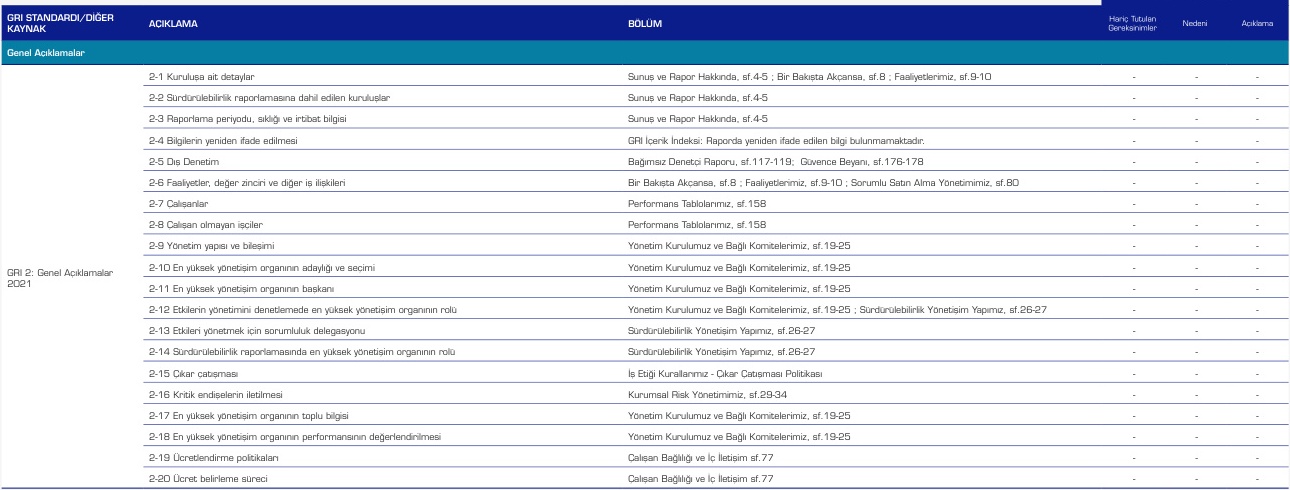 GRI STANDARDI/DİĞER KAYNAK AÇIKLAMA BÖLÜM Hariç Tutulan Gereksinimler Nedeni Açıklama
Genel Açıklamalar
GRI 2: Genel Açıklamalar 2021
2-1 Kuruluşa ait detaylar Sunuş ve Rapor Hakkında, sf.4-5 ; Bir Bakışta Akçansa, sf.8 ; Faaliyetlerimiz, sf.9-10 - - -
2-2 Sürdürülebilirlik raporlamasına dahil edilen kuruluşlar Sunuş ve Rapor Hakkında, sf.4-5 - - -
2-3 Raporlama periyodu, sıklığı ve irtibat bilgisi Sunuş ve Rapor Hakkında, sf.4-5 - - -
2-4 Bilgilerin yeniden ifade edilmesi GRI İçerik İndeksi: Raporda yeniden ifade edilen bilgi bulunmamaktadır. - - -
2-5 Dış Denetim Bağımsız Denetçi Raporu, sf.117-119; Güvence Beyanı, sf.176-178 - - -
2-6 Faaliyetler, değer zinciri ve diğer iş ilişkileri Bir Bakışta Akçansa, sf.8 ; Faaliyetlerimiz, sf.9-10 ; Sorumlu Satın Alma Yönetimimiz, sf.80 - - -
2-7 Çalışanlar Performans Tablolarımız, sf.158 - - -
2-8 Çalışan olmayan işçiler Performans Tablolarımız, sf.158 - - -
2-9 Yönetim yapısı ve bileşimi Yönetim Kurulumuz ve Bağlı Komitelerimiz, sf.19-25 - - -
2-10 En yüksek yönetişim organının adaylığı ve seçimi Yönetim Kurulumuz ve Bağlı Komitelerimiz, sf.19-25 - - -
2-11 En yüksek yönetişim organının başkanı Yönetim Kurulumuz ve Bağlı Komitelerimiz, sf.19-25 - - -
2-12 Etkilerin yönetimini denetlemede en yüksek yönetişim organının rolü Yönetim Kurulumuz ve Bağlı Komitelerimiz, sf.19-25 ; Sürdürülebilirlik Yönetişim Yapımız, sf.26-27 - - -
2-13 Etkileri yönetmek için sorumluluk delegasyonu Sürdürülebilirlik Yönetişim Yapımız, sf.26-27 - - -
2-14 Sürdürülebilirlik raporlamasında en yüksek yönetişim organının rolü Sürdürülebilirlik Yönetişim Yapımız, sf.26-27 - - -
2-15 Çıkar çatışması İş Etiği Kurallarımız - Çıkar Çatışması Politikası - - -
2-16 Kritik endişelerin iletilmesi Kurumsal Risk Yönetimimiz, sf.29-34 - - -
2-17 En yüksek yönetişim organının toplu bilgisi Yönetim Kurulumuz ve Bağlı Komitelerimiz, sf.19-25 - - -
2-18 En yüksek yönetişim organının performansının değerlendirilmesi Yönetim Kurulumuz ve Bağlı Komitelerimiz, sf.19-25 - - -
2-19 Ücretlendirme politikaları Çalışan Bağlılığı ve İç İletişim sf.77 - - -
2-20 Ücret belirleme süreci Çalışan Bağlılığı ve İç İletişim sf.77 - - -